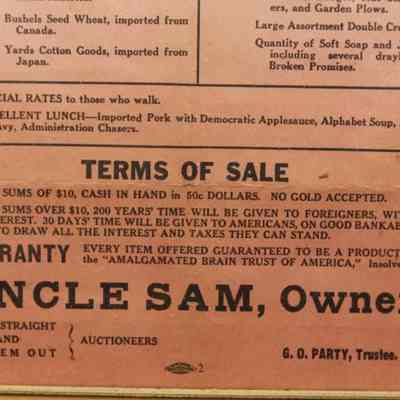 Bushels Seed Wheat, imported from
Canada.
Yards Cotton Goods, imported from
Japan.
ers, and Garden Plows.
Large Assortment Double Cr
Quantity of Soft Soap and
including several dray
Broken Promises.
CIAL RATES to those who walk.
ELLENT LUNCH—Imported Pork with Democratic Applesauce, Alphabet Soup,
avy, Administration Chasers.
TERMS OF SALE
SUMS OF $10, CASH IN HAND in 50c DOLLARS. NO GOLD ACCEPTED.
SUMS OVER $10, 200 YEARS' TIME WILL BE GIVEN TO FOREIGNERS, WI
EREST. 30 DAYS' TIME WILL BE GIVEN TO AMERICANS, ON GOOD BANKAB
TO DRAW ALL THE INTEREST AND TAXES THEY CAN STAND.
RRANTY EVERY ITEM OFFERED GUARANTEED TO BE A PRODUCT
the "AMALGAMATED BRAIN TRUST OF AMERICA," Insolve
NCLE SAM, Owner
STRAIGHT
AND
EM OUT
AUCTIONEERS
G. O. PARTY, Trustee.
2